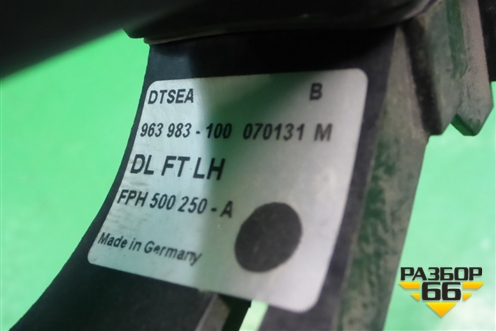 DTSEA B
963 983 - 100 070131 M
DL FT LH
FPH 500 250 - A
Made in Germany
РАЗБОР
66